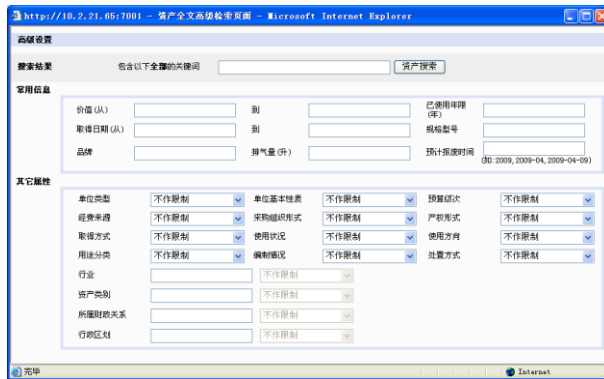 http://10.2.21.65:7001 - 资产全文高级检索页面 - Microsoft Internet Explorer
高级设置
搜索结果 包含以下全部的关键词 资产搜索
常用信息
价值(从) 到 已使用年限(年)
取得日期(从) 到 规格型号
品牌 排气量(升) 预计报废时间
(如:2009,2009-04,2009-04-09)
其它属性
单位类型 不作限制 单位基本性质 不作限制 预算级次 不作限制
经费来源 不作限制 采购组织形式 不作限制 产权形式 不作限制
取得方式 不作限制 使用状况 不作限制 使用方向 不作限制
用途分类 不作限制 编制情况 不作限制 处置方式 不作限制
行业 不作限制
资产类别 不作限制
所属财政关系 不作限制
行政区划 不作限制
完毕 Internet